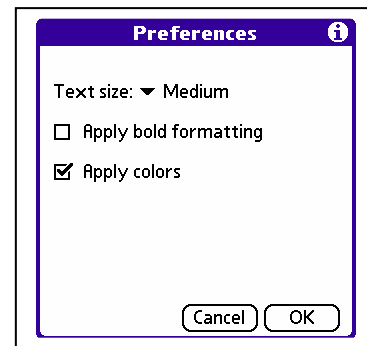 Preferences i
Text size: Medium
Apply bold formatting
Apply colors
Cancel OK